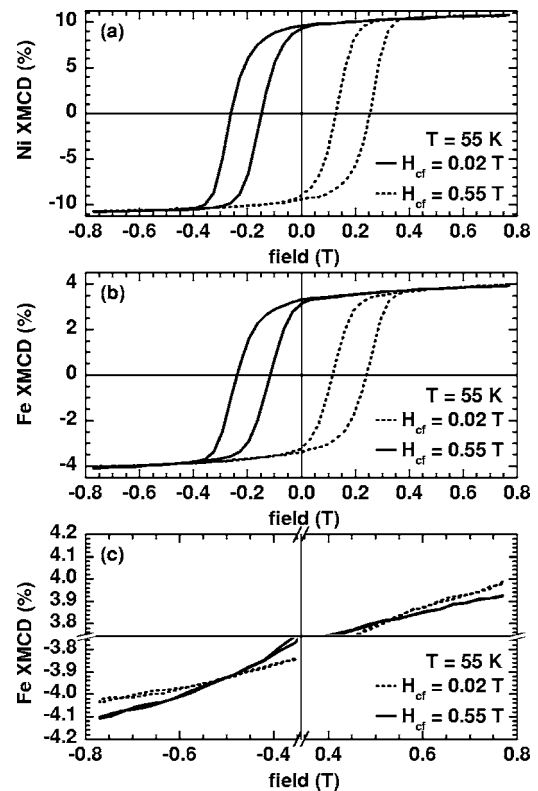 (a)
Ni XMCD (%)
10
5
0
-5
-10
T = 55 K
H_cf = 0.02 T
H_cf = 0.55 T
-0.8 -0.6 -0.4 -0.2 0.0 0.2 0.4 0.6 0.8
field (T)
(b)
Fe XMCD (%)
4
2
0
-2
-4
T = 55 K
H_cf = 0.02 T
H_cf = 0.55 T
-0.8 -0.6 -0.4 -0.2 0.0 0.2 0.4 0.6 0.8
field (T)
(c)
Fe XMCD (%)
4.2
4.1
4.0
3.9
3.8
-3.8
-3.9
-4.0
-4.1
-4.2
T = 55 K
H_cf = 0.02 T
H_cf = 0.55 T
-0.8 -0.6 -0.4 0.4 0.6 0.8
field (T)